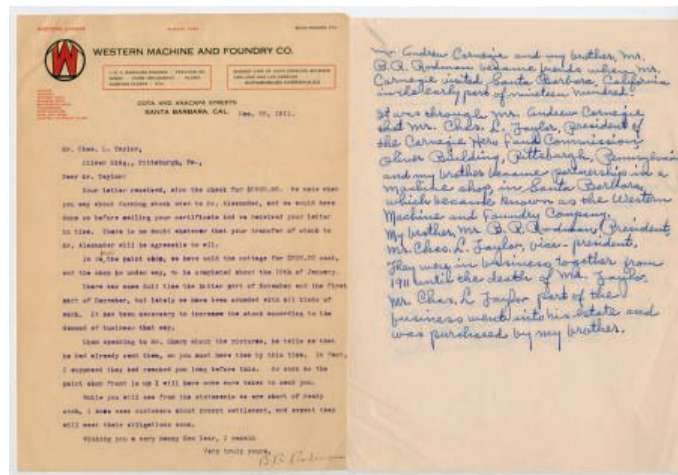 WESTERN MACHINE AND FOUNDRY CO.
W
COTA AND ANACAPA STREETS
SANTA BARBARA, CAL.
Dec. 1911.
Mr. Chas. L. Taylor,
Oliver Bldg., Pittsburgh, Pa.,
Dear Mr. Taylor:
Your letter received, also the check for We note what
you say about turning stock over to Mr. Alexander, and we would have
done so before mailing your certificate had we received your letter
in time. There is no doubt whatever that your transfer of stock to
Mr. Alexander will be agreeable to all.
In the paint shop, we have sold the cottage for cash,
and the shop is under way, to be completed about the 15th of January.
There was some dull time the latter part of November and the first
part of December, but lately we have been crowded with all kinds of
work. It has been necessary to increase the stock according to the
demand of business that way.
Upon speaking to Mr. about the pictures, he tells me that
he had already sent them, so you must have them by this time. In fact,
I supposed they had reached you long before this. As soon as the
paint shop front is up I will have some more taken to send you.
While you will see from the statements we are short of ready
cash, I have seen customers about prompt settlement, and expect they
will meet their obligations soon.
Wishing you a very happy New Year, I remain
Very truly yours,
B.R. Rodman
Mr. Andrew Carnegie and my brother, Mr.
B.R. Rodman became friends when Mr.
Carnegie visited Santa Barbara, California
in the early part of nineteen hundred.
It was through Mr. Andrew Carnegie
that Mr. Chas. L. Taylor, President of
the Carnegie Hero Fund Commission
Oliver Building, Pittsburgh, Pennsylvania
and my brother became partnership in a
machine shop in Santa Barbara,
which became known as the Western
Machine and Foundry Company.
My brother, Mr B. R. Rodman, President,
Mr. Chas. L. Taylor, vice-president.
They were in business together from
1911 until the death of Mr. Taylor.
Mr Chas. L Taylor part of the
business went into his estate and
was purchased by my brother.